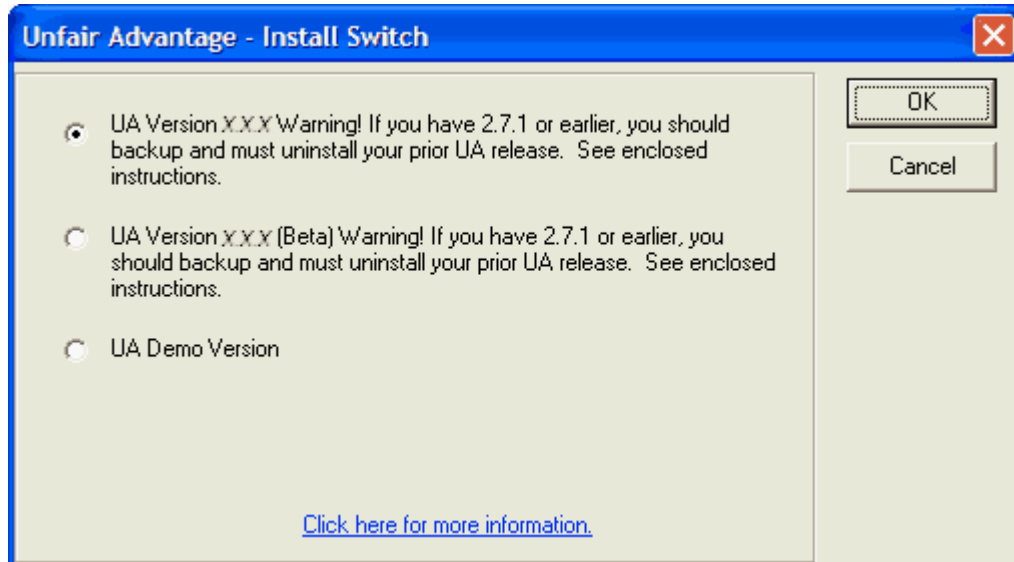 Unfair Advantage - Install Switch
UA Version X.X.X Warning! If you have 2.7.1 or earlier, you should
backup and must uninstall your prior UA release. See enclosed
instructions.
UA Version X.X.X (Beta) Warning! If you have 2.7.1 or earlier, you
should backup and must uninstall your prior UA release. See enclosed
instructions.
UA Demo Version
Click here for more information.
OK
Cancel